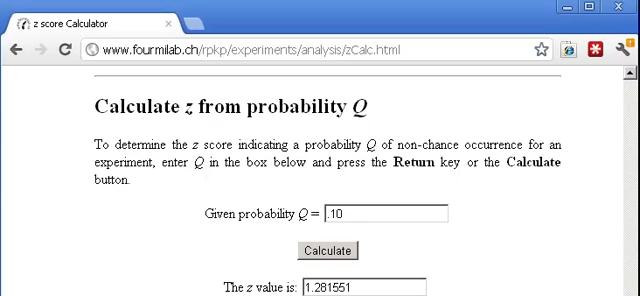 z score Calculator
www.fourmilab.ch/rpkp/experiments/analysis/zCalc.html
Calculate z from probability Q
To determine the z score indicating a probability Q of non-chance occurrence for an
experiment, enter Q in the box below and press the Return key or the Calculate
button.
Given probability Q = .10
Calculate
The z value is: 1.281551